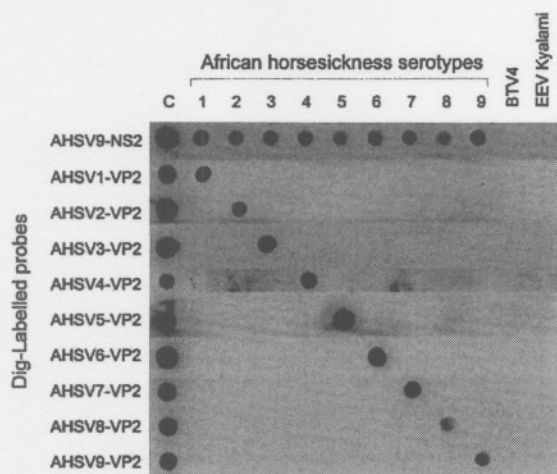 African horsesickness serotypes
C 1 2 3 4 5 6 7 8 9 BTV4 EEV Kyalami
Dig-Labelled probes
AHSV9-NS2
AHSV1-VP2
AHSV2-VP2
AHSV3-VP2
AHSV4-VP2
AHSV5-VP2
AHSV6-VP2
AHSV7-VP2
AHSV8-VP2
AHSV9-VP2